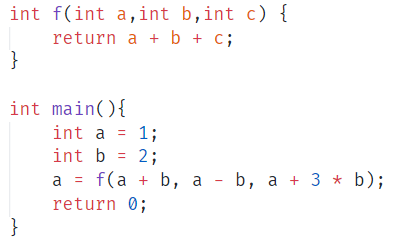 int f(int a,int b,int c) {
    return a + b + c;
}

int main(){
    int a = 1;
    int b = 2;
    a = f(a + b, a - b, a + 3 * b);
    return 0;
}